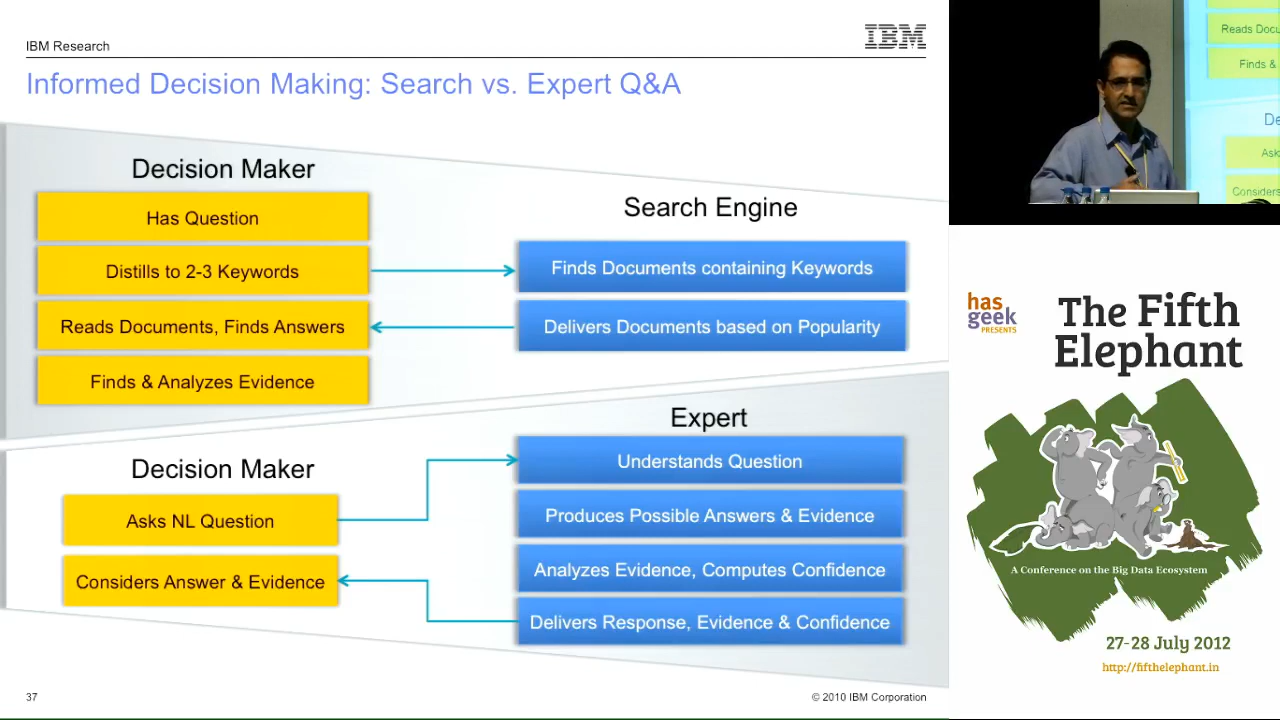 IBM Research
IBM
Informed Decision Making: Search vs. Expert Q&A
Decision Maker
Has Question
Distills to 2-3 Keywords
Reads Documents, Finds Answers
Finds & Analyzes Evidence
Search Engine
Finds Documents containing Keywords
Delivers Documents based on Popularity
Decision Maker
Asks NL Question
Considers Answer & Evidence
Expert
Understands Question
Produces Possible Answers & Evidence
Analyzes Evidence, Computes Confidence
Delivers Response, Evidence & Confidence
37
© 2010 IBM Corporation
Reads Docu
Finds &
De
Ask
Considers
has
geek
PRESENTS
The Fifth
Elephant
A Conference on the Big Data Ecosystem
27-28 July 2012
http://fifthelephant.in